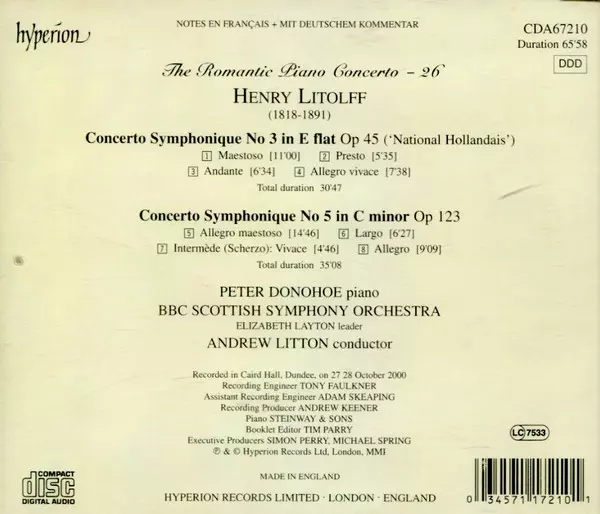 NOTES EN FRANÇAIS + MIT DEUTSCHEM KOMMENTAR
hyperion
CDA67210
Duration 65'58
DDD
The Romantic Piano Concerto – 26
HENRY LITOLFF
(1818-1891)
Concerto Symphonique No 3 in E flat Op 45 ('National Hollandais')
1 Maestoso [11'00] 2 Presto [5'35]
3 Andante [6'34] 4 Allegro vivace [7'38]
Total duration 30'47
Concerto Symphonique No 5 in C minor Op 123
5 Allegro maestoso [14'46] 6 Largo [6'27]
7 Intermède (Scherzo): Vivace [4'46] 8 Allegro [9'09]
Total duration 35'08
PETER DONOHOE piano
BBC SCOTTISH SYMPHONY ORCHESTRA
ELIZABETH LAYTON leader
ANDREW LITTON conductor
Recorded in Caird Hall, Dundee, on 27 28 October 2000
Recording Engineer TONY FAULKNER
Assistant Recording Engineer ADAM SKEAPING
Recording Producer ANDREW KEENER
Piano STEINWAY & SONS
Booklet Editor TIM PARRY
Executive Producers SIMON PERRY, MICHAEL SPRING
℗ & © Hyperion Records Ltd, London, MMI
LC 7533
COMPACT
disc
DIGITAL AUDIO
MADE IN ENGLAND
HYPERION RECORDS LIMITED · LONDON · ENGLAND
0 34571 17210 1